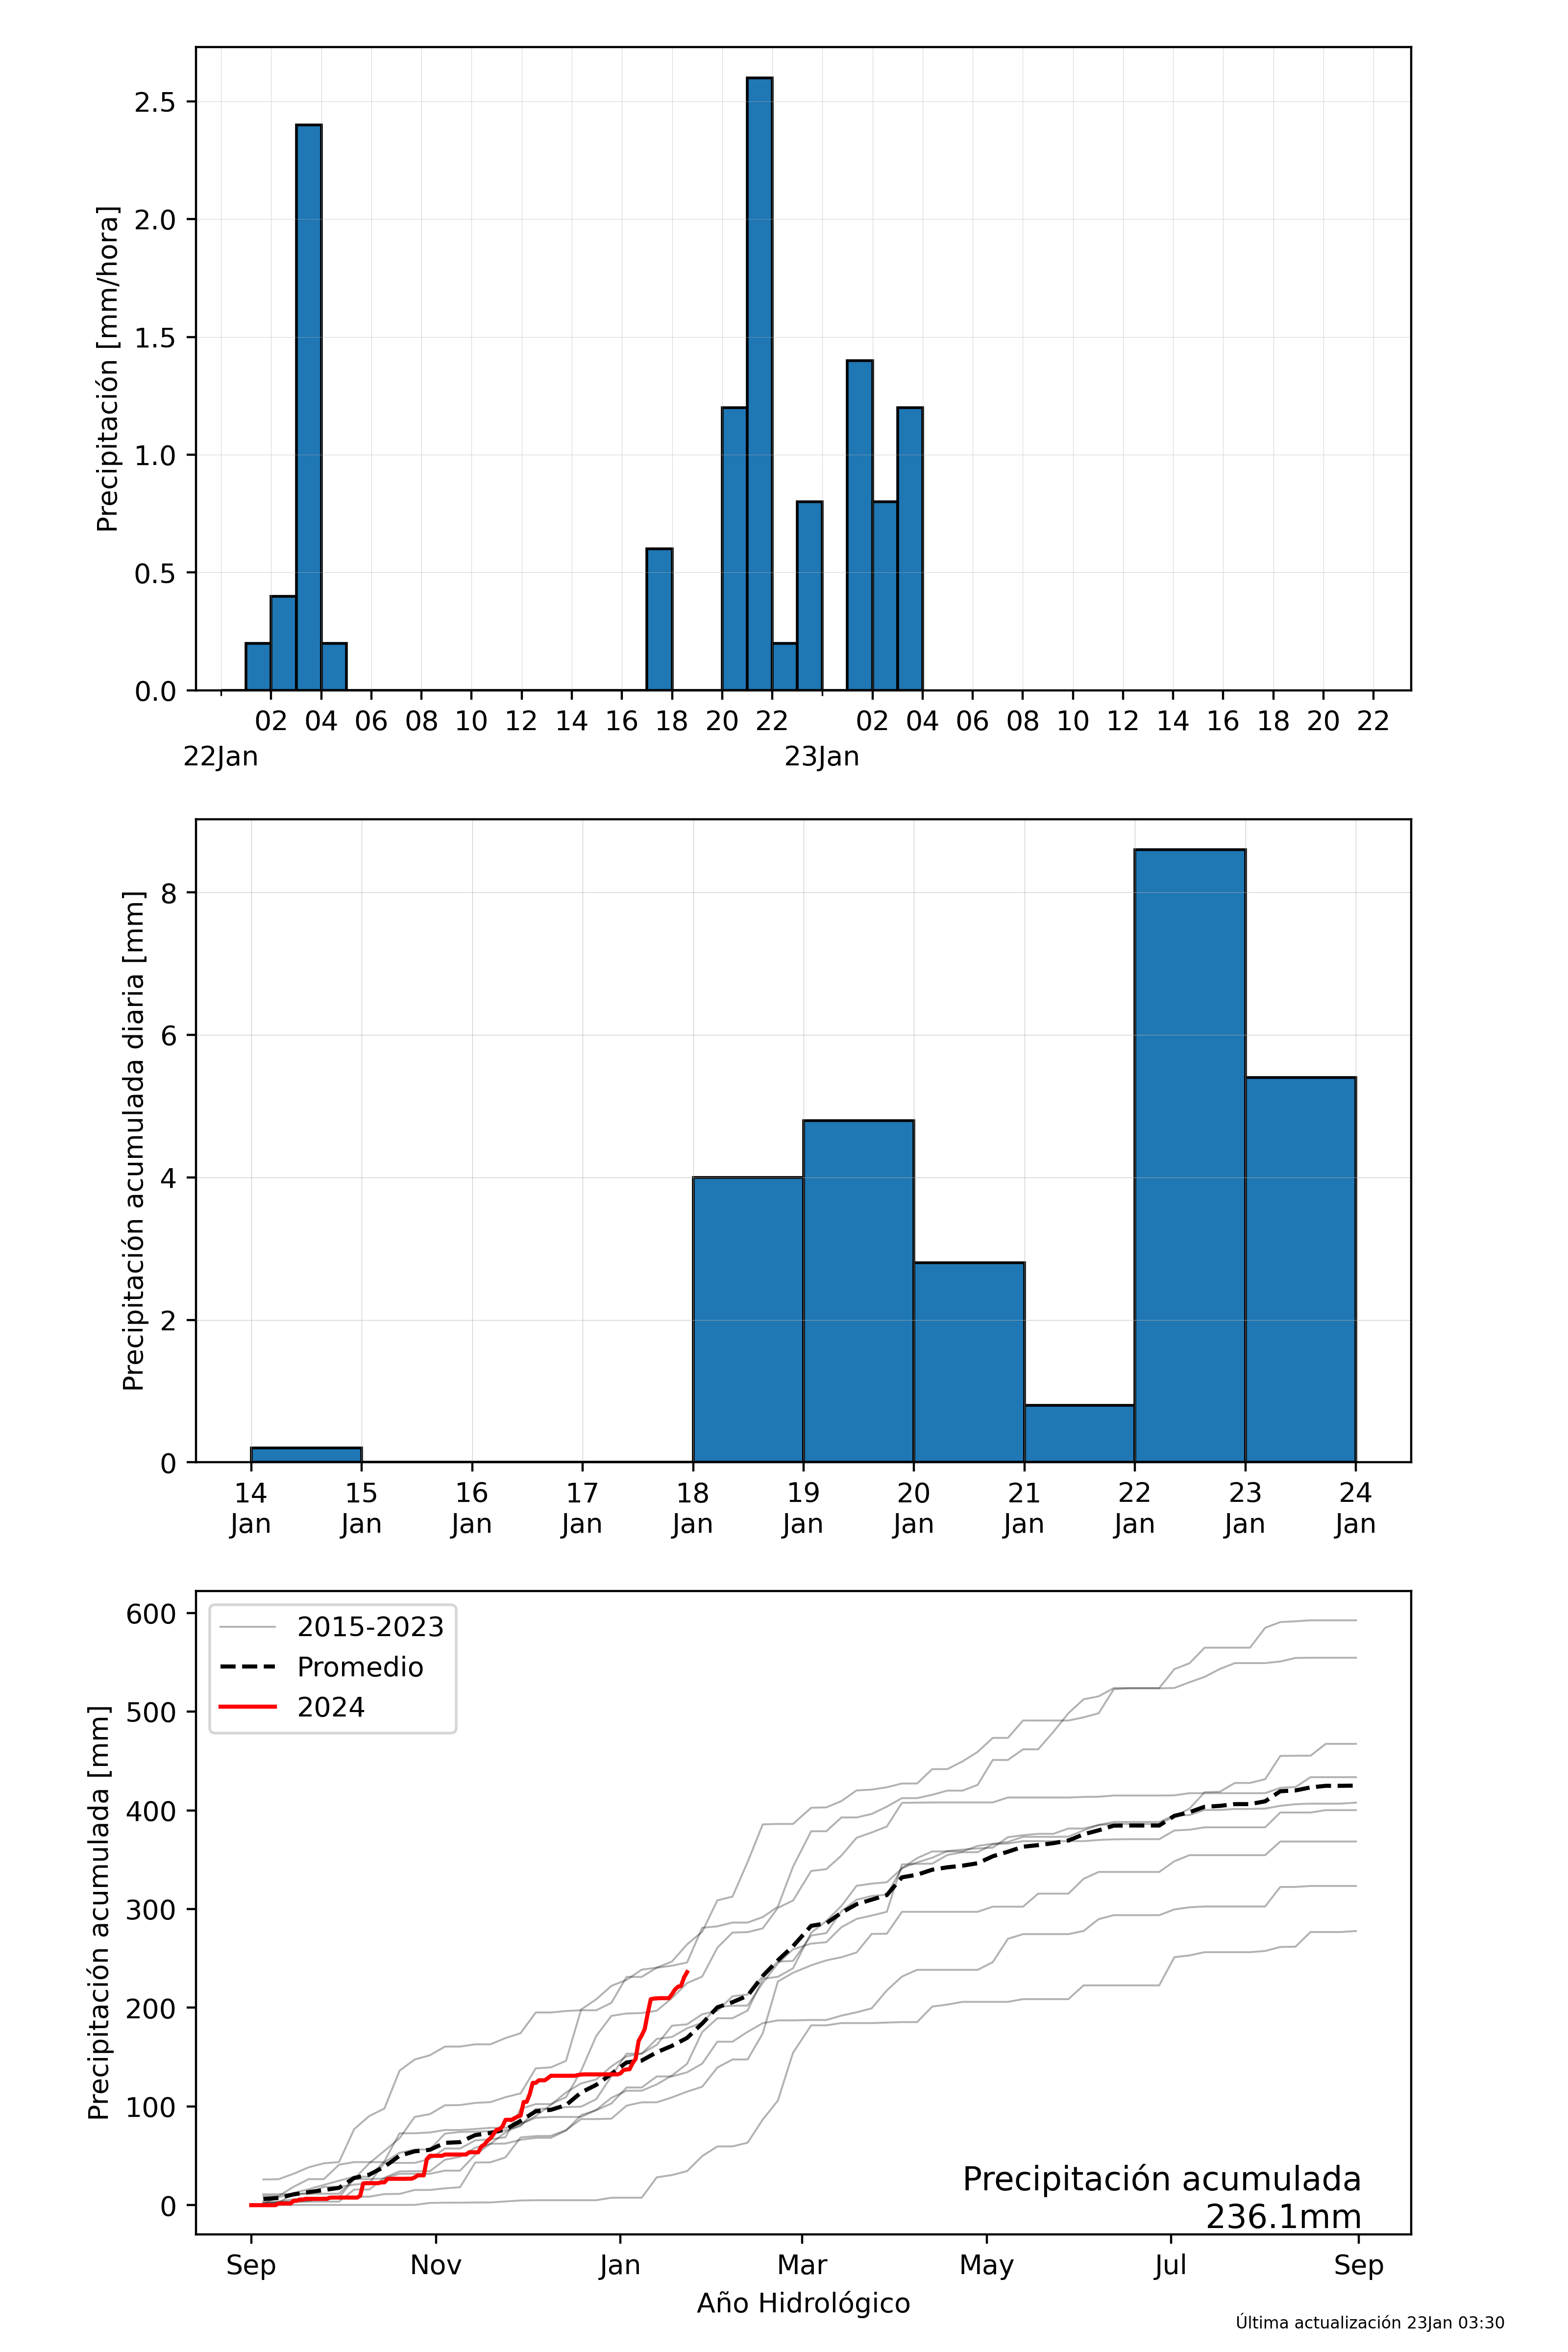 Precipitación [mm/hora]
2.5
2.0
1.5
1.0
0.5
0.0
02 04 06 08 10 12 14 16 18 20 22 02 04 06 08 10 12 14 16 18 20 22
22Jan 23Jan
Precipitación acumulada diaria [mm]
8
6
4
2
0
14 15 16 17 18 19 20 21 22 23 24
Jan Jan Jan Jan Jan Jan Jan Jan Jan Jan Jan
Precipitación acumulada [mm]
600
500
400
300
200
100
0
2015-2023
Promedio
2024
Precipitación acumulada
236.1mm
Sep Nov Jan Mar May Jul Sep
Año Hidrológico
Última actualización 23Jan 03:30